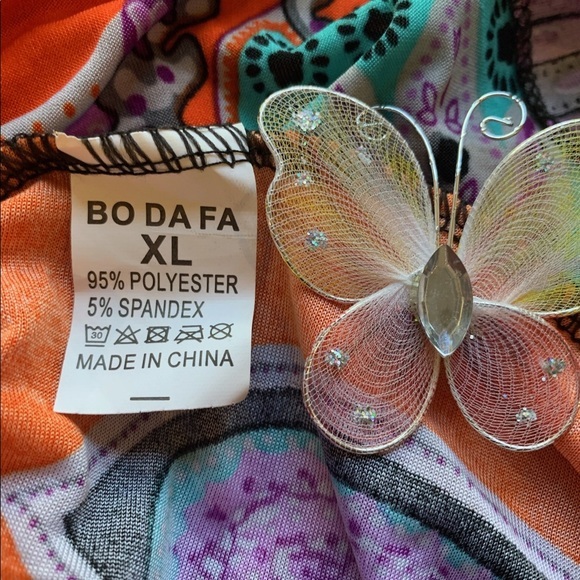 BO DA FA
XL
95% POLYESTER
5% SPANDEX
30
MADE IN CHINA